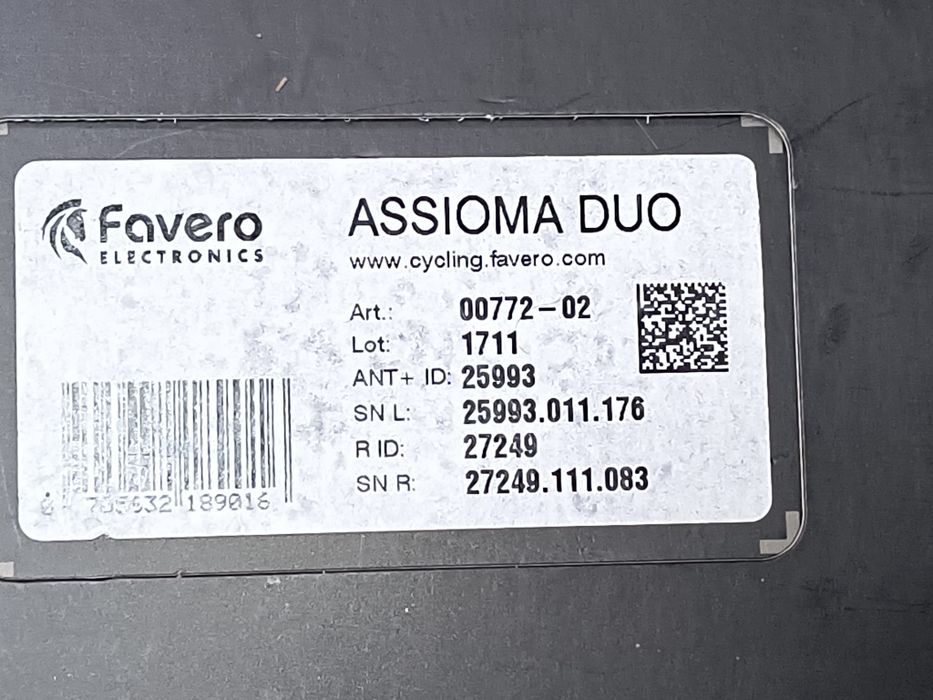 Favero
ELECTRONICS
ASSIOMA DUO
www.cycling.favero.com
Art.: 00772-02
Lot: 1711
ANT+ ID: 25993
SN L: 25993.011.176
R ID: 27249
SN R: 27249.111.083
189016